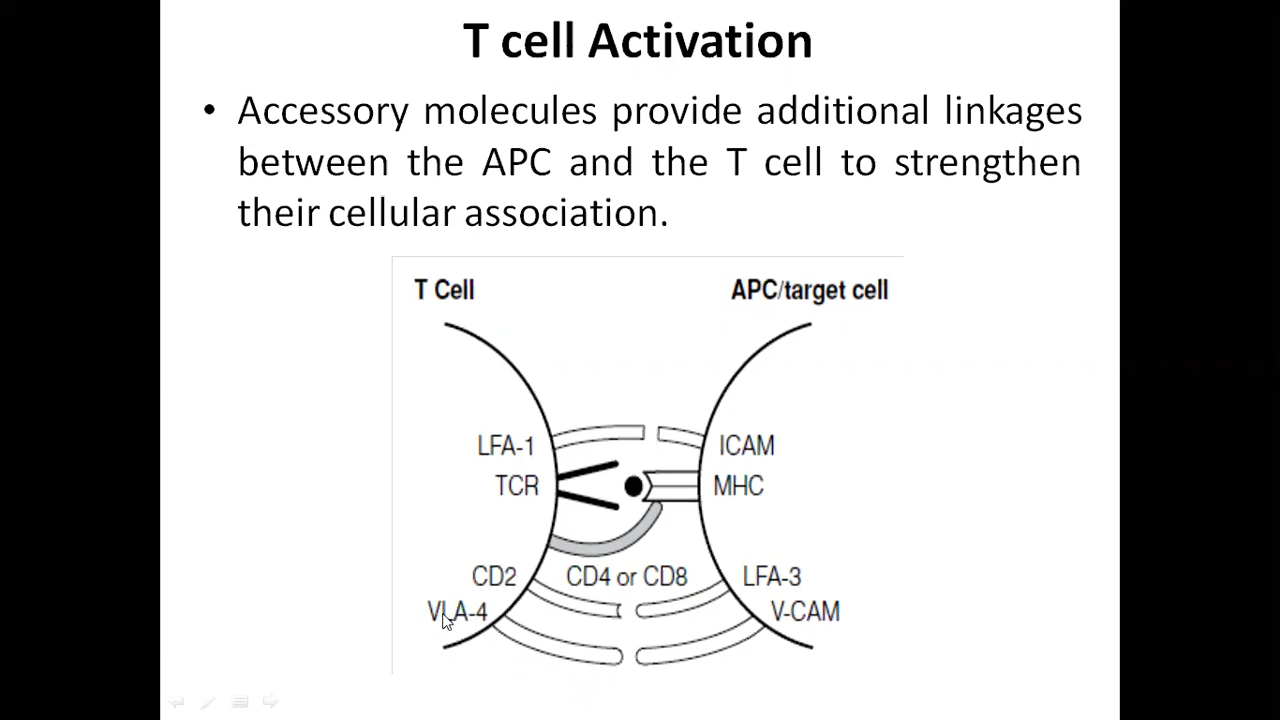 T cell Activation
• Accessory molecules provide additional linkages
between the APC and the T cell to strengthen
their cellular association.
T Cell
APC/target cell
LFA-1
ICAM
TCR
MHC
CD2
CD4 or CD8
LFA-3
VLA-4
V-CAM